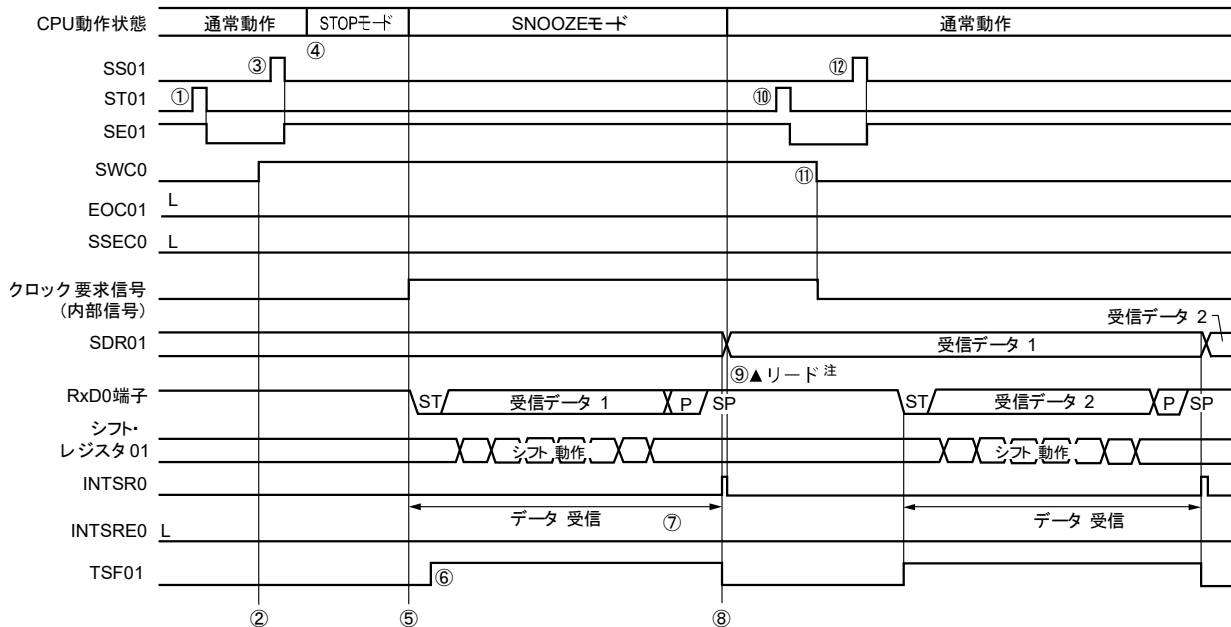 CPU動作状態 通常動作 STOPモード SNOOZEモード 通常動作
④
SS01 ③ ⑫
ST01 ① ⑩
SE01
SWC0 ⑪
EOC01 L
SSEC0 L
クロック要求信号
(内部信号)
受信データ 2
SDR01 受信データ 1
⑨▲リード 注
RxD0端子 ST 受信データ 1 P SP ST 受信データ 2 P SP
シフト・
レジスタ01 シフト動作 シフト動作
INTSR0
データ受信 ⑦ データ受信
INTSRE0 L
TSF01 ⑥
② ⑤ ⑧